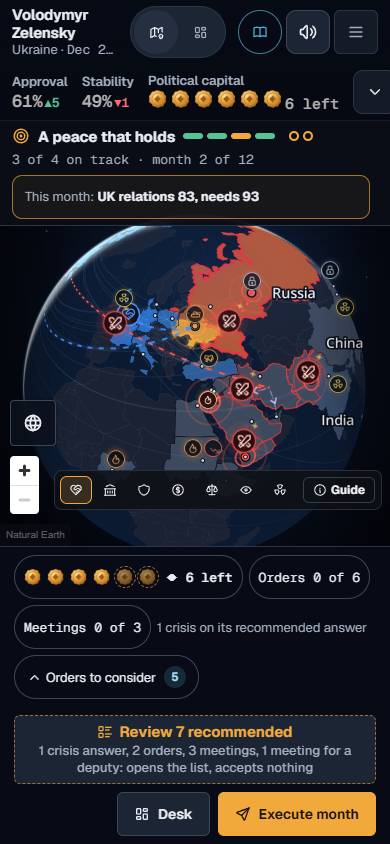 Volodymyr
Zelensky
Ukraine · Dec 2…
Approval
61%▲5
Stability
49%▼1
Political capital
6 left
A peace that holds
3 of 4 on track · month 2 of 12
This month: UK relations 83, needs 93
Russia
China
India
+
−
Guide
Natural Earth
6 left
Orders 0 of 6
Meetings 0 of 3
1 crisis on its recommended answer
Orders to consider 5
Review 7 recommended
1 crisis answer, 2 orders, 3 meetings, 1 meeting for a
deputy: opens the list, accepts nothing
Desk
Execute month